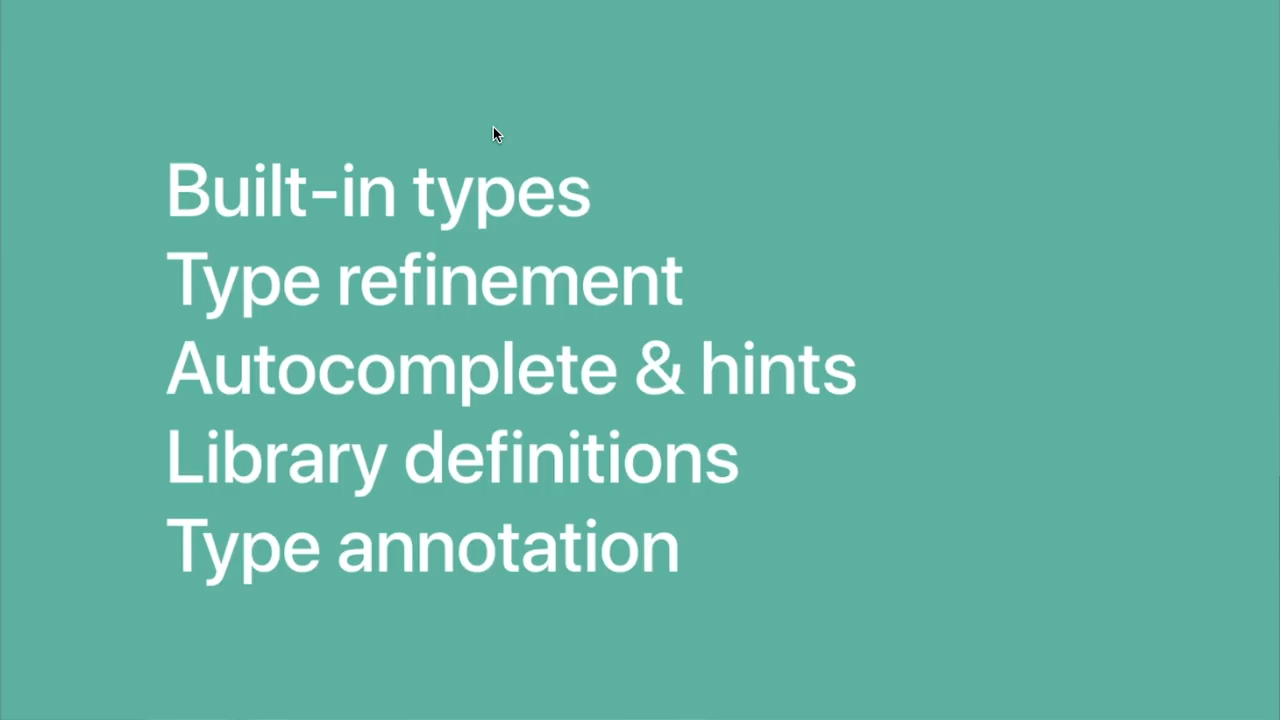 Built-in types
Type refinement
Autocomplete & hints
Library definitions
Type annotation